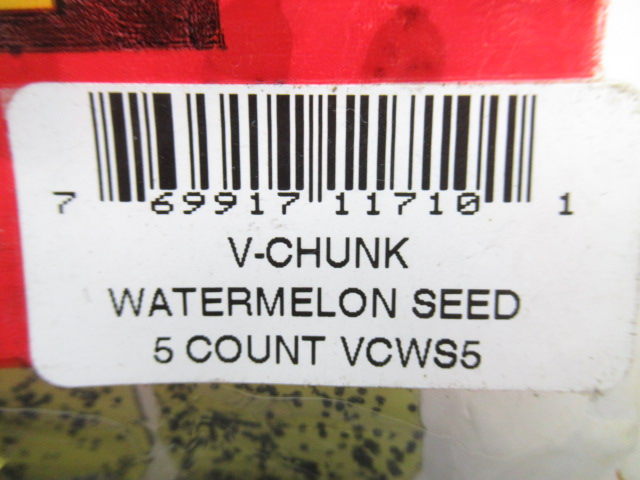 7 69917 11710 1
V-CHUNK
WATERMELON SEED
5 COUNT VCWS5